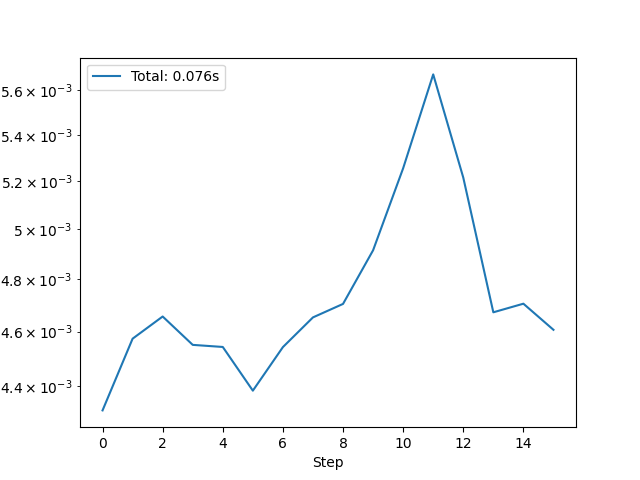 Total: 0.076s
5.6 × 10⁻³
5.4 × 10⁻³
5.2 × 10⁻³
5 × 10⁻³
4.8 × 10⁻³
4.6 × 10⁻³
4.4 × 10⁻³
0 2 4 6 8 10 12 14
Step